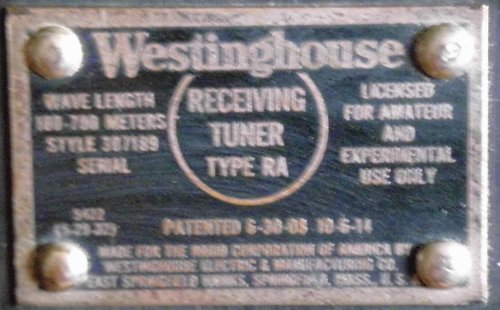 Westinghouse
WAVE LENGTH
180-700 METERS
STYLE 307189
SERIAL
RECEIVING
TUNER
TYPE RA
LICENSED
FOR AMATEUR
AND
EXPERIMENTAL
USE ONLY
PATENTED 6-30-08 10-6-14
MADE FOR THE RADIO CORPORATION OF AMERICA BY
WESTINGHOUSE ELECTRIC & MANUFACTURING CO.
EAST SPRINGFIELD WORKS, SPRINGFIELD, MASS., U.S.A.